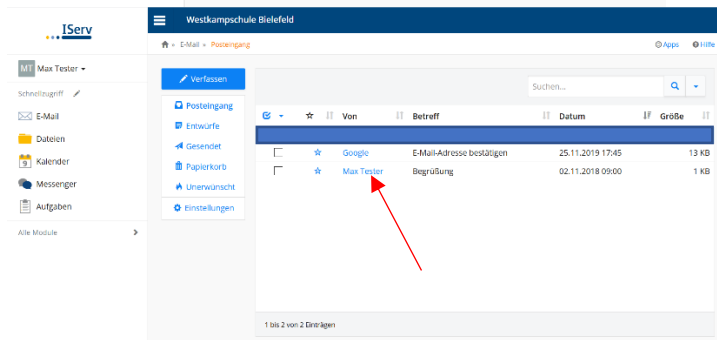 IServ
Westkampschule Bielefeld
» E-Mail » Posteingang
Apps
Hilfe
MT Max Tester
Schnellzugriff
E-Mail
Dateien
9 Kalender
Messenger
Aufgaben
Alle Module
Verfassen
Posteingang
Entwürfe
Gesendet
Papierkorb
Unerwünscht
Einstellungen
Suchen...
Von Betreff Datum Größe
Google E-Mail-Adresse bestätigen 25.11.2019 17:45 13 KB
Max Tester Begrüßung 02.11.2018 09:00 1 KB
1 bis 2 von 2 Einträgen